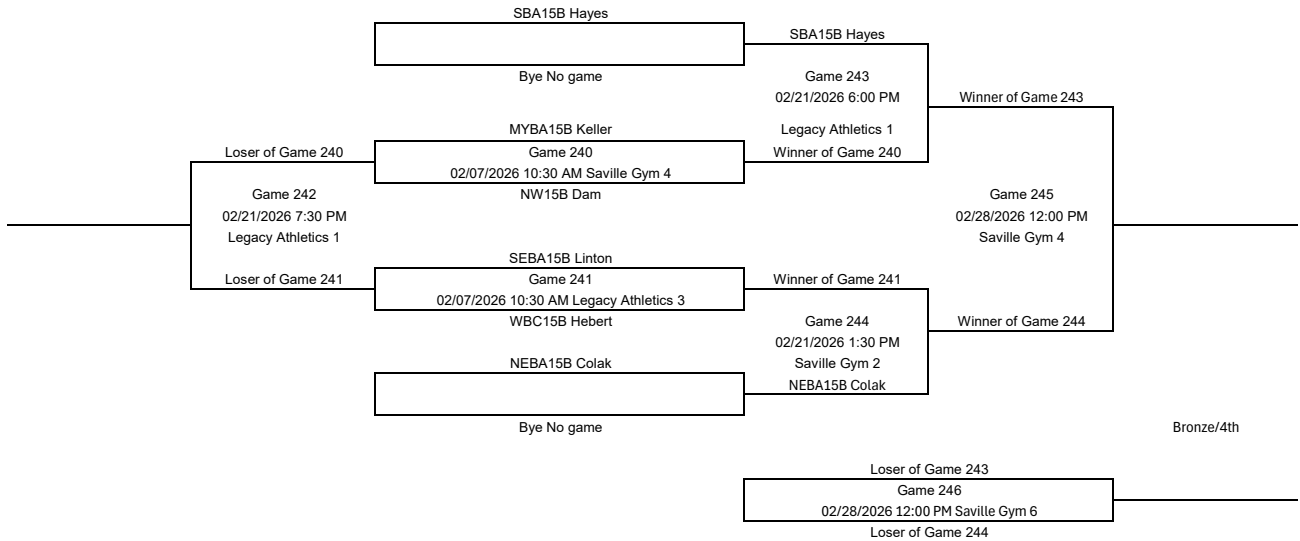 SBA15B Hayes
SBA15B Hayes
Bye No game
Game 243
02/21/2026 6:00 PM
Winner of Game 243
MYBA15B Keller
Legacy Athletics 1
Loser of Game 240
Game 240
Winner of Game 240
02/07/2026 10:30 AM Saville Gym 4
Game 242
NW15B Dam
Game 245
02/21/2026 7:30 PM
02/28/2026 12:00 PM
Legacy Athletics 1
Saville Gym 4
SEBA15B Linton
Loser of Game 241
Game 241
Winner of Game 241
02/07/2026 10:30 AM Legacy Athletics 3
WBC15B Hebert
Game 244
Winner of Game 244
02/21/2026 1:30 PM
NEBA15B Colak
Saville Gym 2
NEBA15B Colak
Bye No game
Bronze/4th
Loser of Game 243
Game 246
02/28/2026 12:00 PM Saville Gym 6
Loser of Game 244